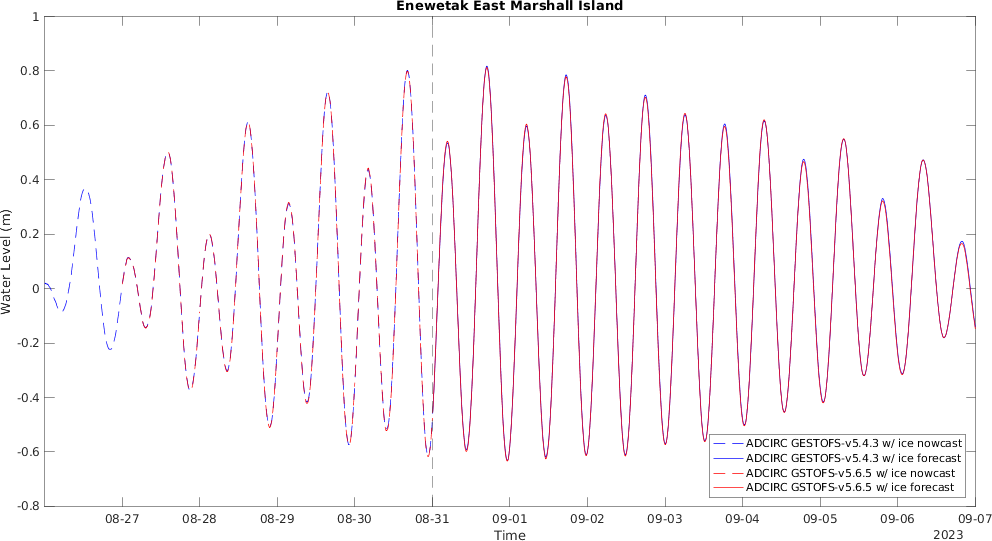 Enewetak East Marshall Island
1
0.8
0.6
0.4
0.2
0
-0.2
-0.4
-0.6
-0.8
Water Level (m)
08-27 08-28 08-29 08-30 08-31 09-01 09-02 09-03 09-04 09-05 09-06 09-07
Time
2023
ADCIRC GESTOFS-v5.4.3 w/ ice nowcast
ADCIRC GESTOFS-v5.4.3 w/ ice forecast
ADCIRC GSTOFS-v5.6.5 w/ ice nowcast
ADCIRC GSTOFS-v5.6.5 w/ ice forecast